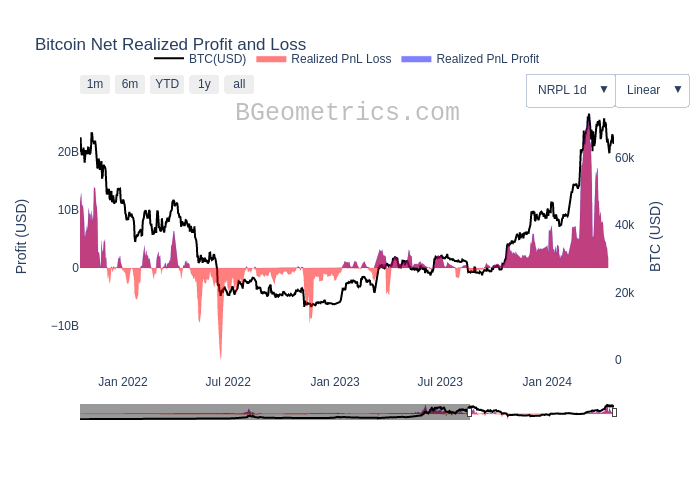 Bitcoin Net Realized Profit and Loss
BTC(USD) Realized PnL Loss Realized PnL Profit
1m 6m YTD 1y all NRPL 1d ▼ Linear ▼
BGeometrics.com
20B
10B
0
−10B
Profit (USD)
60k
40k
20k
0
BTC (USD)
Jan 2022 Jul 2022 Jan 2023 Jul 2023 Jan 2024